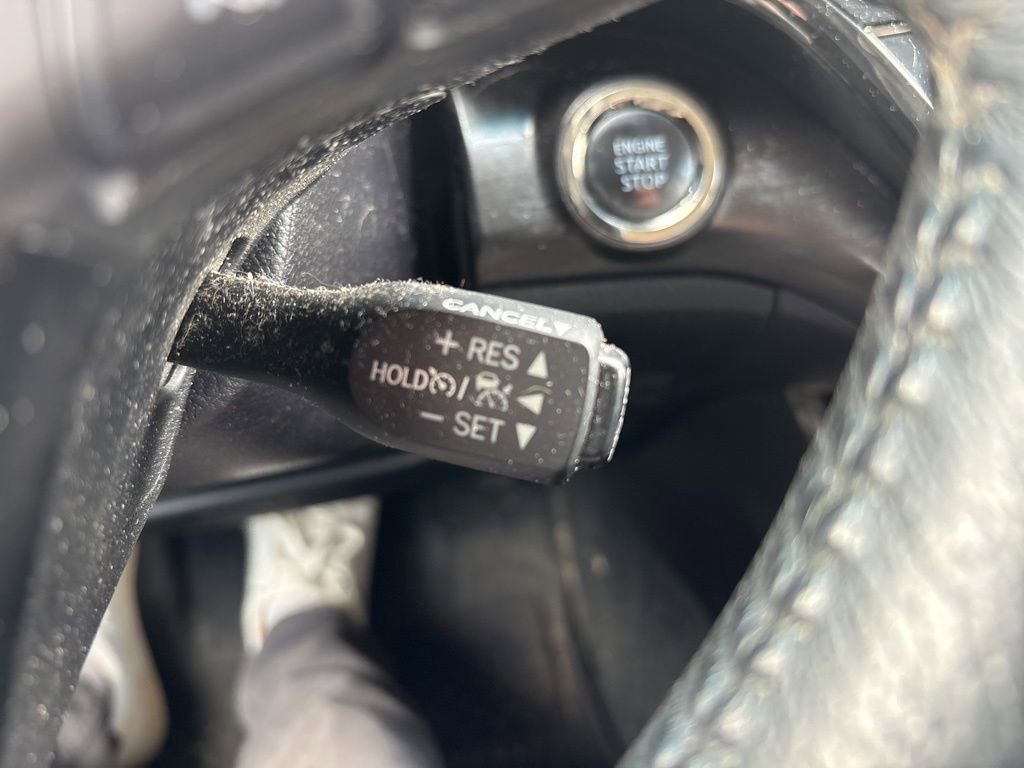 ENGINE
START
STOP
CANCEL▼
+ RES ▲
HOLD / ◀
− SET ▼